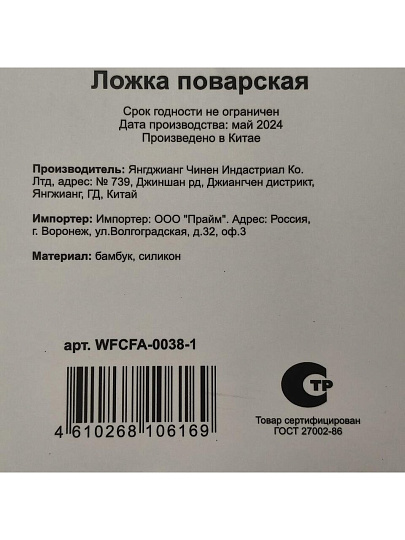 Ложка поварская
Срок годности не ограничен
Дата производства: май 2024
Произведено в Китае
Производитель: Янгджианг Чинен Индастриал Ко.
Лтд, адрес: № 739, Джиншан рд, Джиангчен дистрикт,
Янгжианг, ГД, Китай
Импортер: Импортер: ООО "Прайм". Адрес: Россия,
г. Воронеж, ул.Волгоградская, д.32, оф.3
Материал: бамбук, силикон
арт. WFCFA-0038-1
4 610268 106169
ТР
Товар сертифицирован
ГОСТ 27002-86